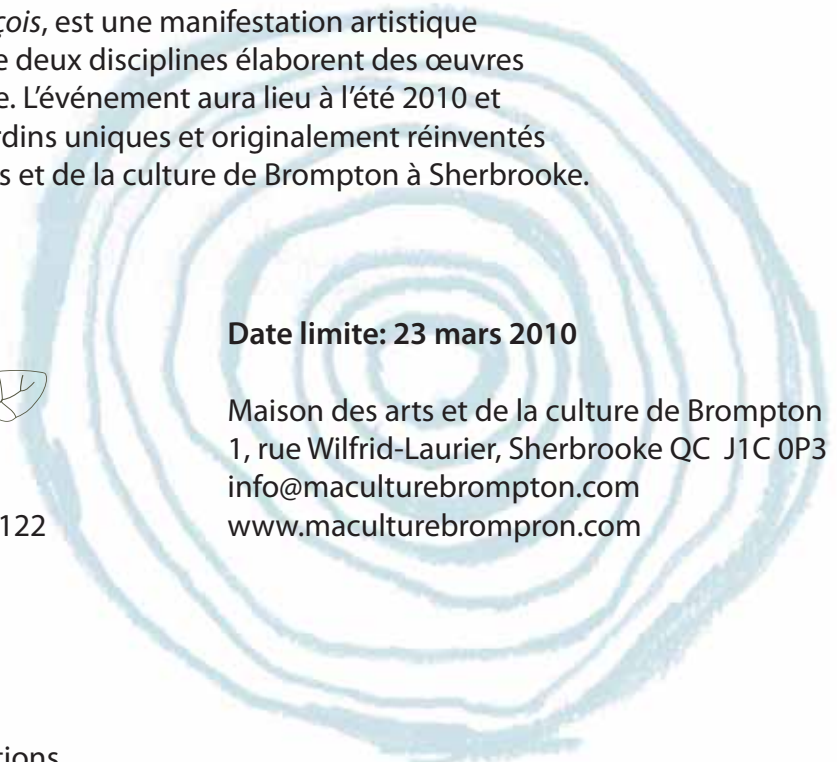 çois, est une manifestation artistique
e deux disciplines élaborent des œuvres
e. L'événement aura lieu à l'été 2010 et
rdins uniques et originalement réinventés
s et de la culture de Brompton à Sherbrooke.
Date limite: 23 mars 2010
Maison des arts et de la culture de Brompton
1, rue Wilfrid-Laurier, Sherbrooke QC J1C 0P3
info@maculturebrompton.com
122
www.maculturebrompron.com
tions